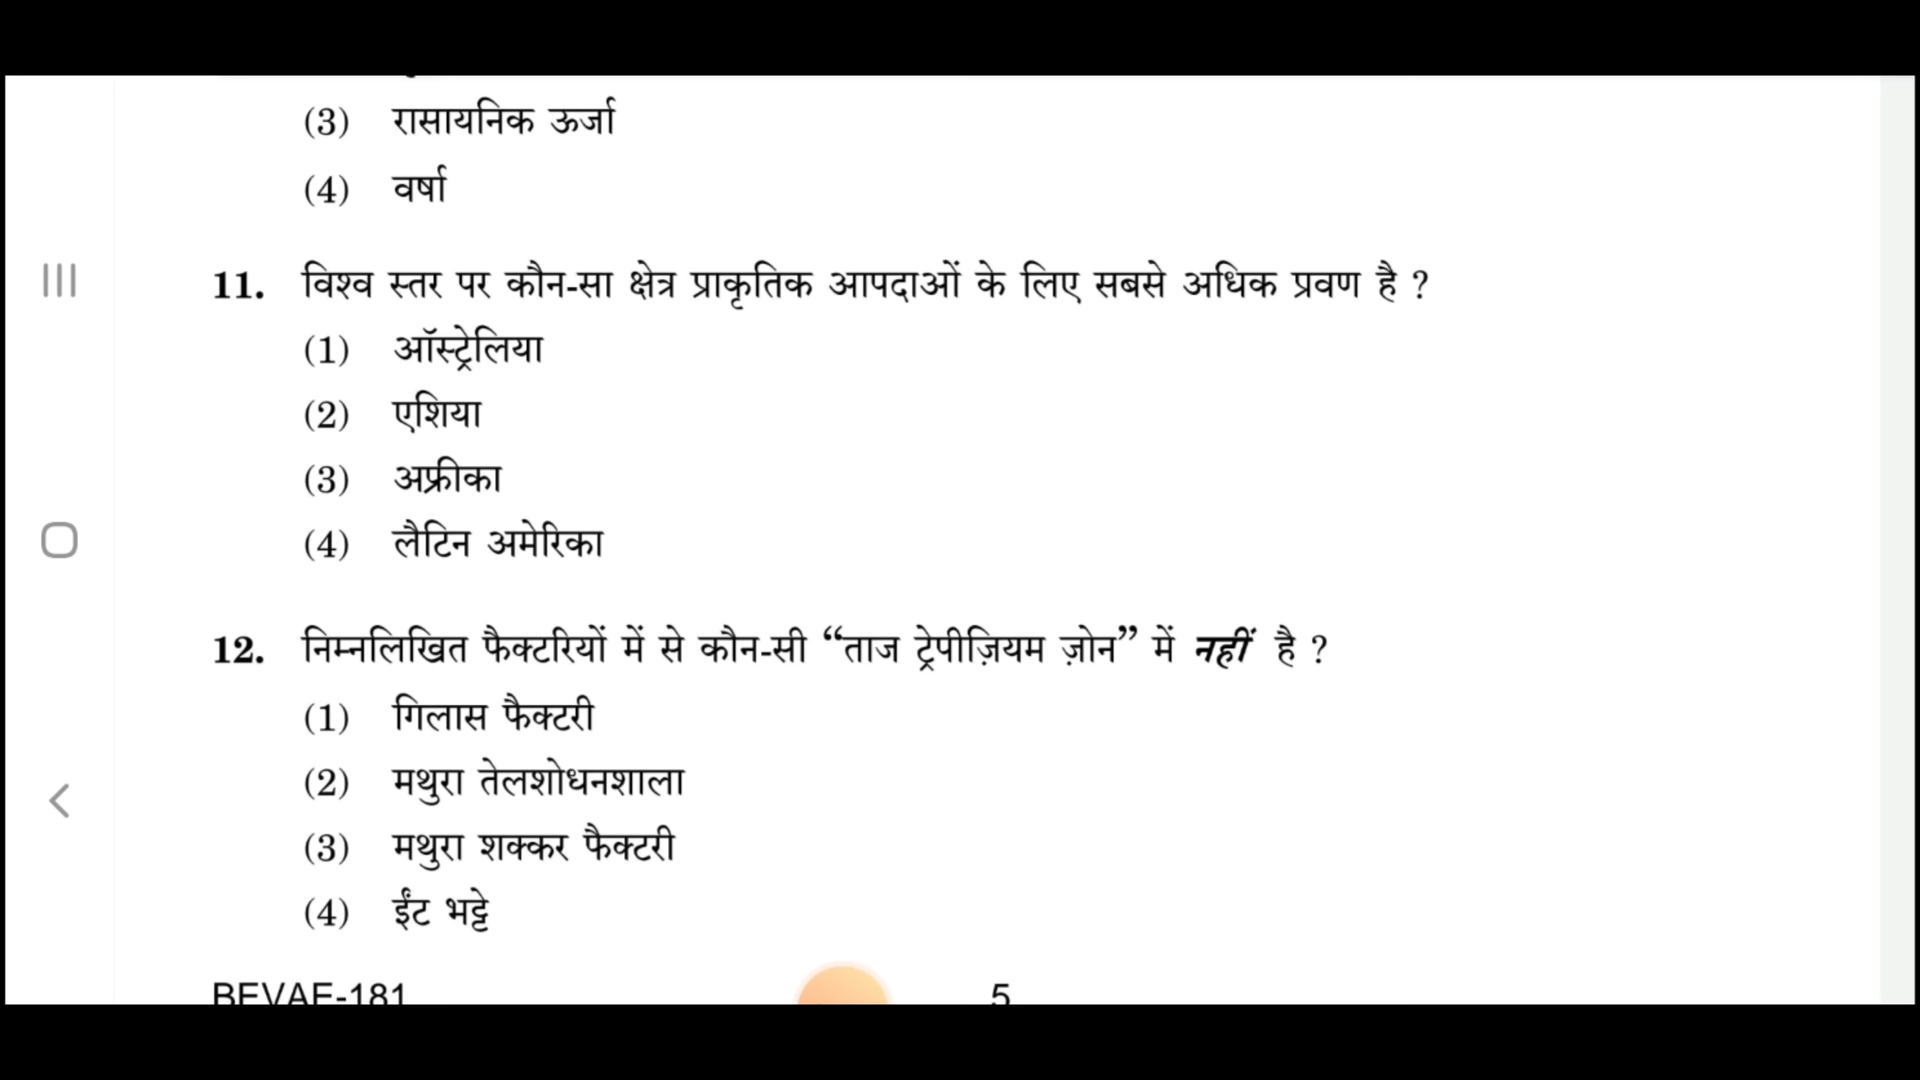 (3) रासायनिक ऊर्जा
(4) वर्षा
11. विश्व स्तर पर कौन-सा क्षेत्र प्राकृतिक आपदाओं के लिए सबसे अधिक प्रवण है ?
(1) ऑस्ट्रेलिया
(2) एशिया
(3) अफ्रीका
(4) लैटिन अमेरिका
12. निम्नलिखित फैक्टरियों में से कौन-सी “ताज ट्रेपीज़ियम ज़ोन” में नहीं है ?
(1) गिलास फैक्टरी
(2) मथुरा तेलशोधनशाला
(3) मथुरा शक्कर फैक्टरी
(4) ईंट भट्टे
BEVAE-181 5